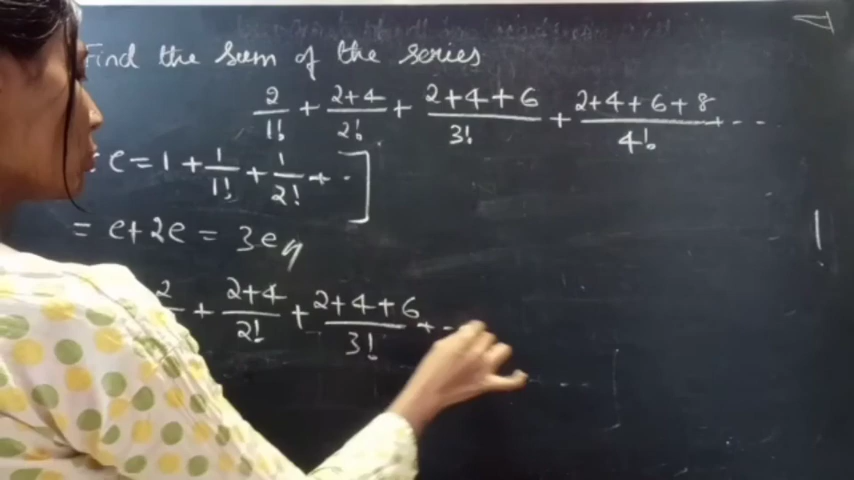 Find the sum of the series
2/1! + 2+4/2! + 2+4+6/3! + 2+4+6+8/4! + ...
e = 1 + 1/1! + 1/2! + ...]
= e+2e = 3e //
2 + 2+4/2! + 2+4+6/3! + ...